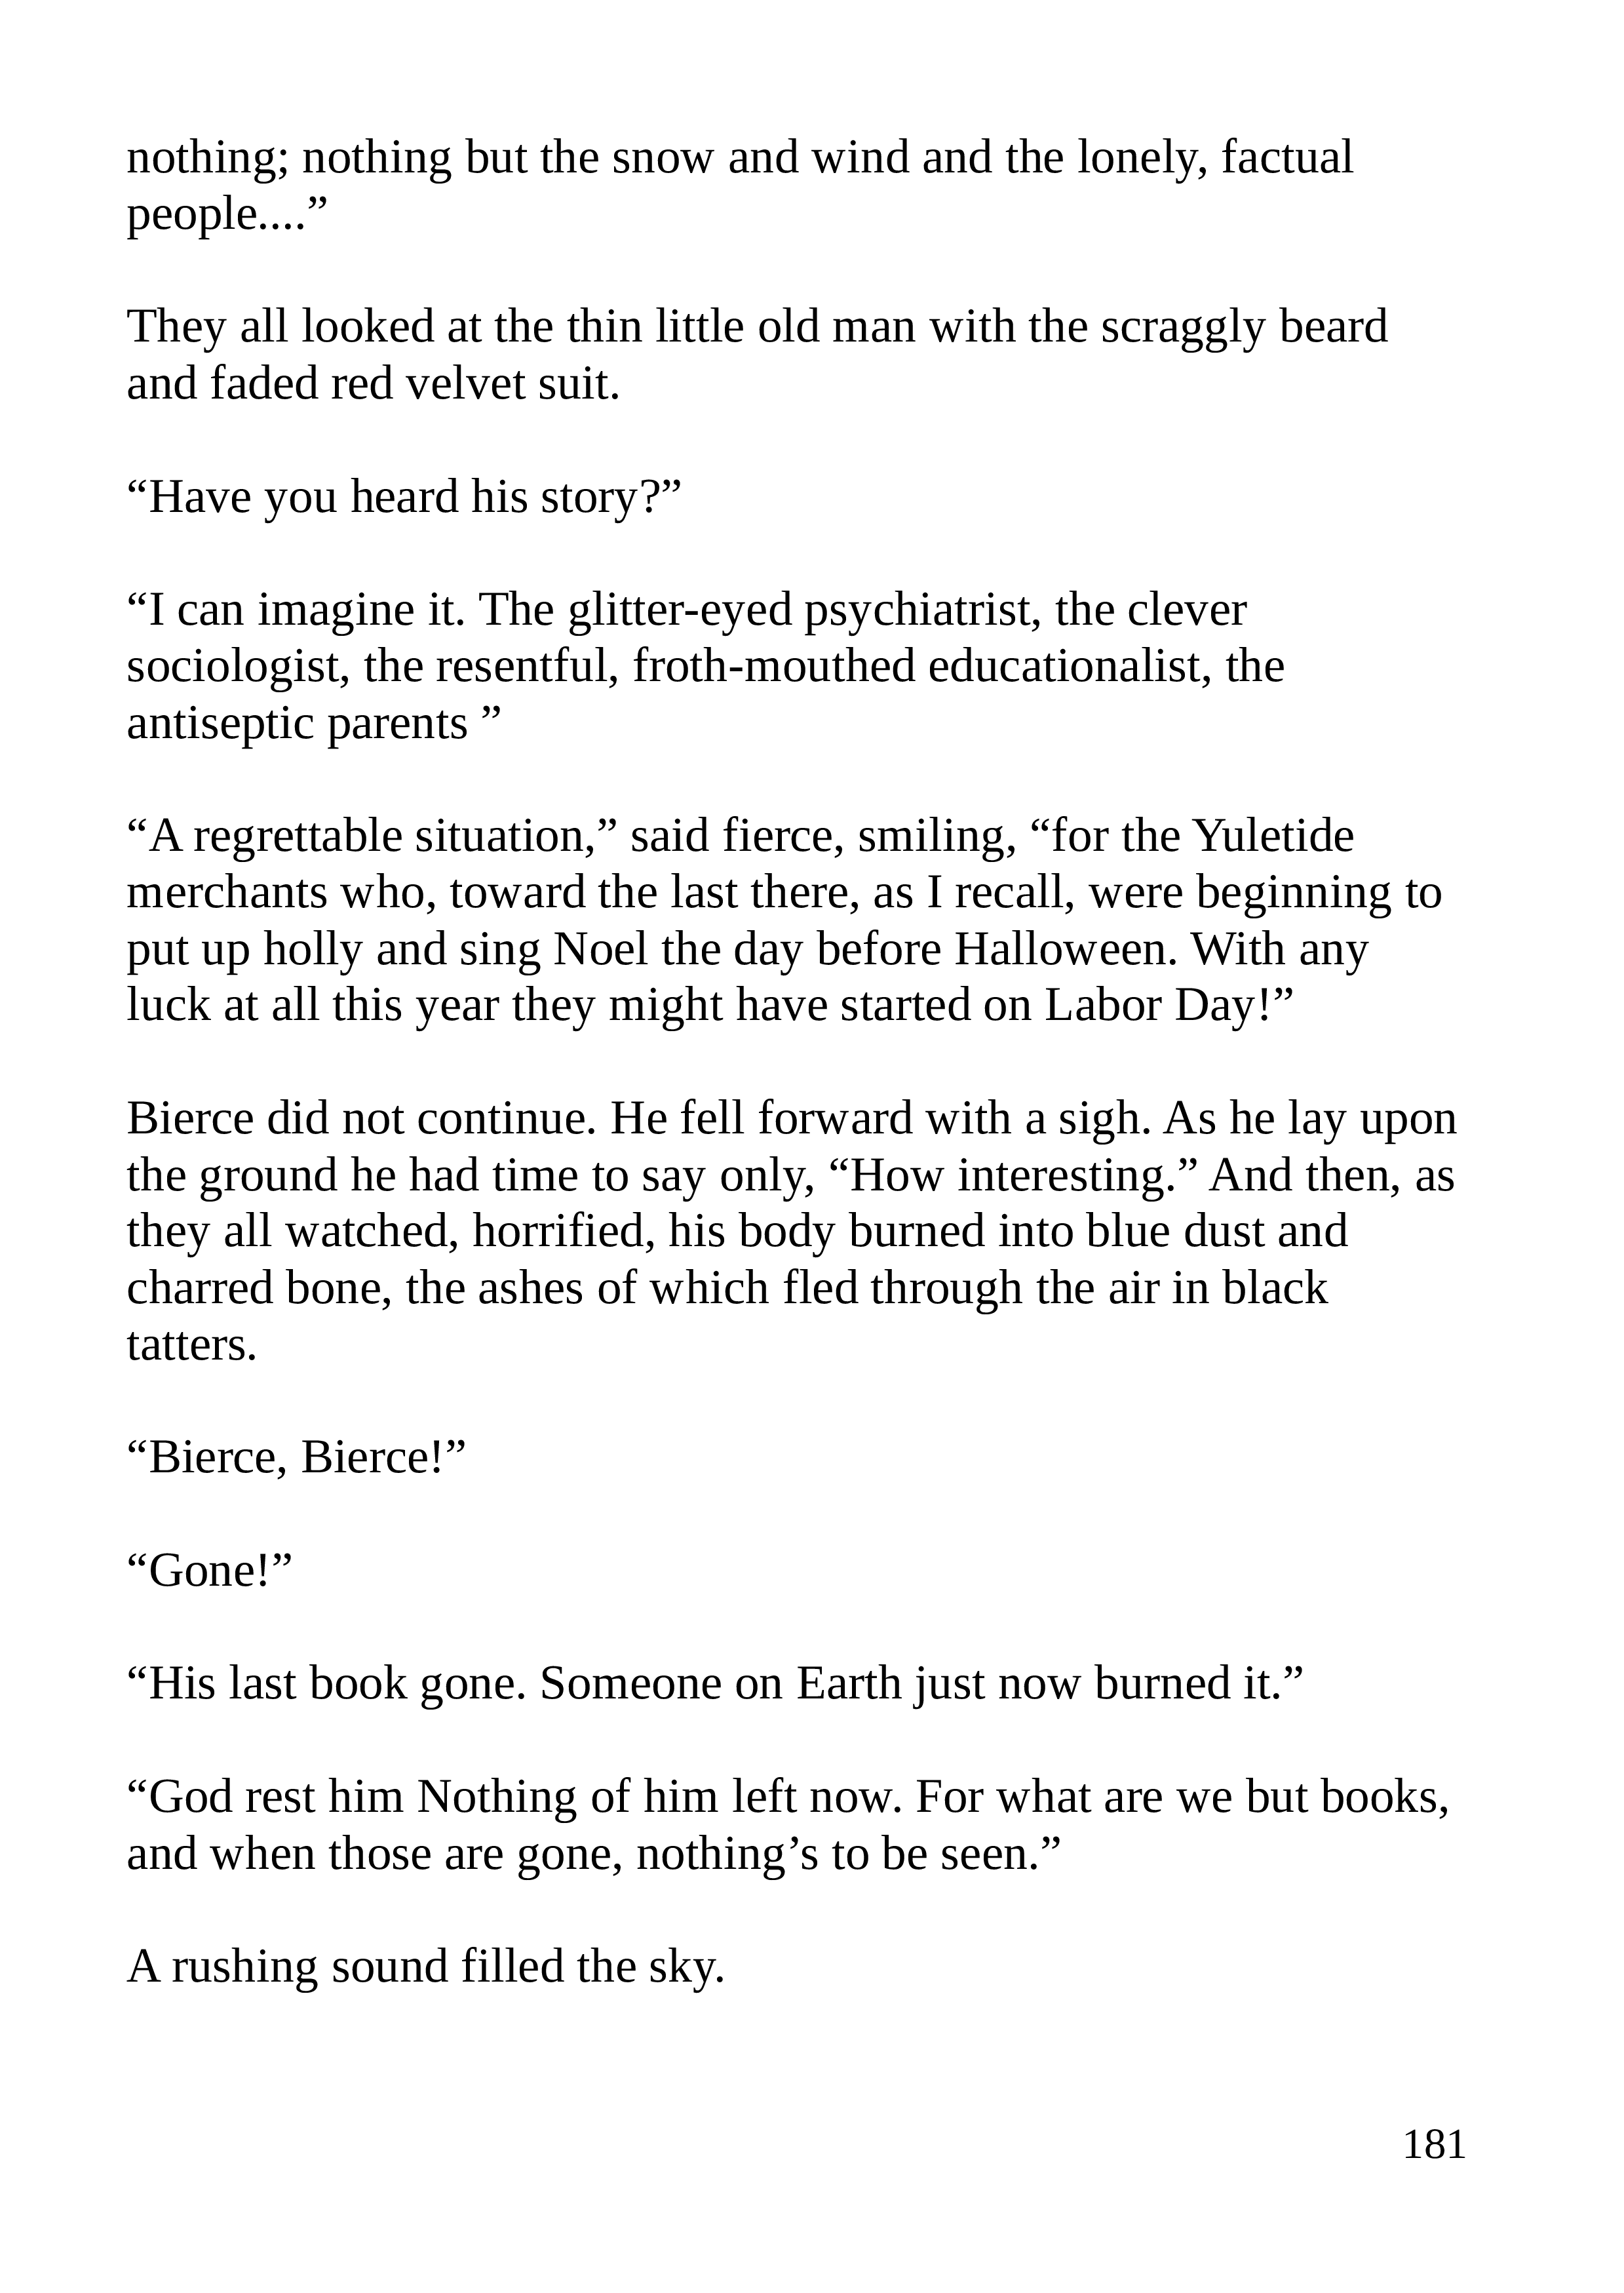 nothing; nothing but the snow and wind and the lonely, factual
people....”
They all looked at the thin little old man with the scraggly beard
and faded red velvet suit.
“Have you heard his story?”
“I can imagine it. The glitter-eyed psychiatrist, the clever
sociologist, the resentful, froth-mouthed educationalist, the
antiseptic parents ”
“A regrettable situation,” said fierce, smiling, “for the Yuletide
merchants who, toward the last there, as I recall, were beginning to
put up holly and sing Noel the day before Halloween. With any
luck at all this year they might have started on Labor Day!”
Bierce did not continue. He fell forward with a sigh. As he lay upon
the ground he had time to say only, “How interesting.” And then, as
they all watched, horrified, his body burned into blue dust and
charred bone, the ashes of which fled through the air in black
tatters.
“Bierce, Bierce!”
“Gone!”
“His last book gone. Someone on Earth just now burned it.”
“God rest him Nothing of him left now. For what are we but books,
and when those are gone, nothing’s to be seen.”
A rushing sound filled the sky.
181